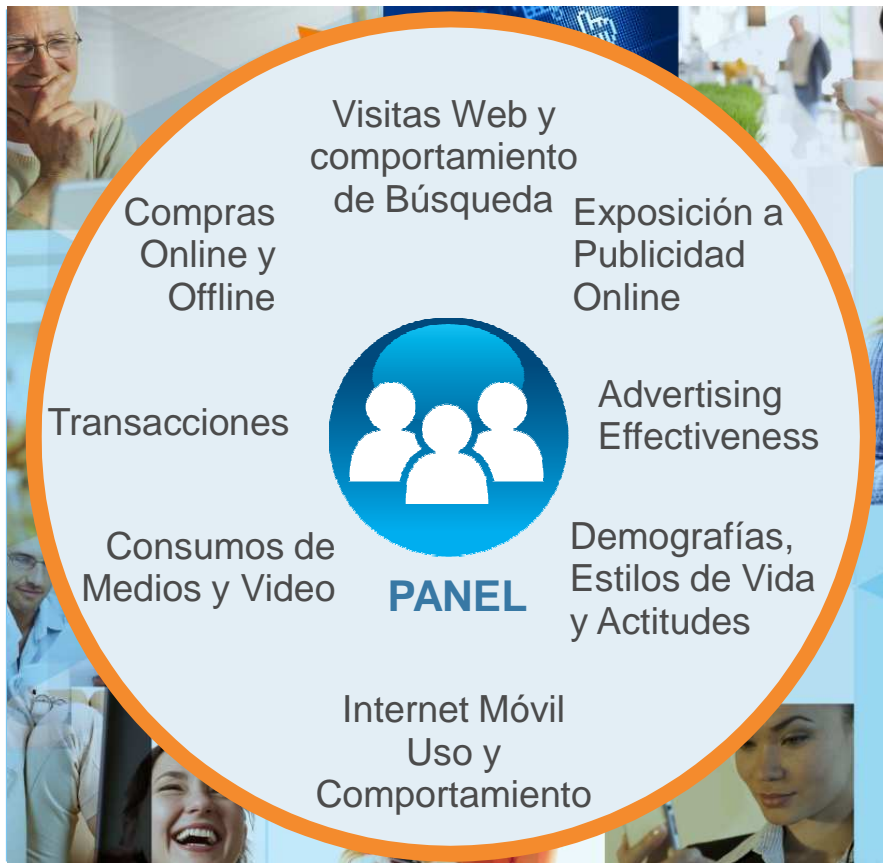 Visitas Web y
comportamiento
de Búsqueda
Compras
Online y
Offline
Exposición a
Publicidad
Online
Transacciones
Advertising
Effectiveness
Consumos de
Medios y Video
PANEL
Demografías,
Estilos de Vida
y Actitudes
Internet Móvil
Uso y
Comportamiento